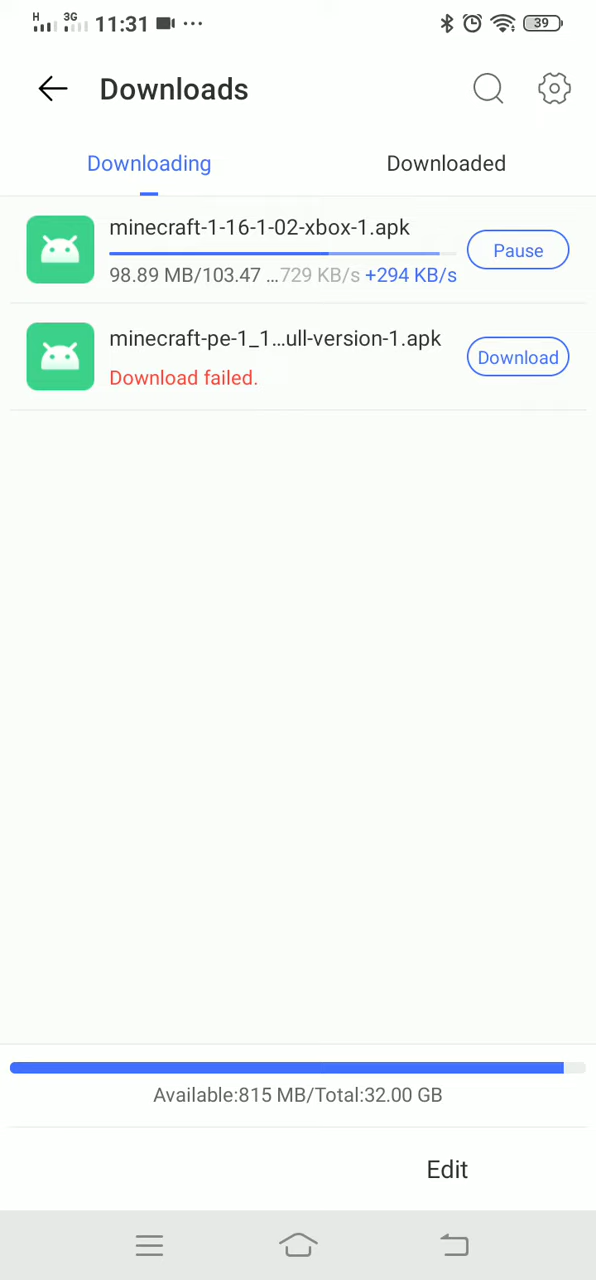 H 3G 11:31 ... 39
Downloads
Downloading Downloaded
minecraft-1-16-1-02-xbox-1.apk
98.89 MB/103.47 ...729 KB/s +294 KB/s
Pause
minecraft-pe-1_1...ull-version-1.apk
Download failed.
Download
Available:815 MB/Total:32.00 GB
Edit